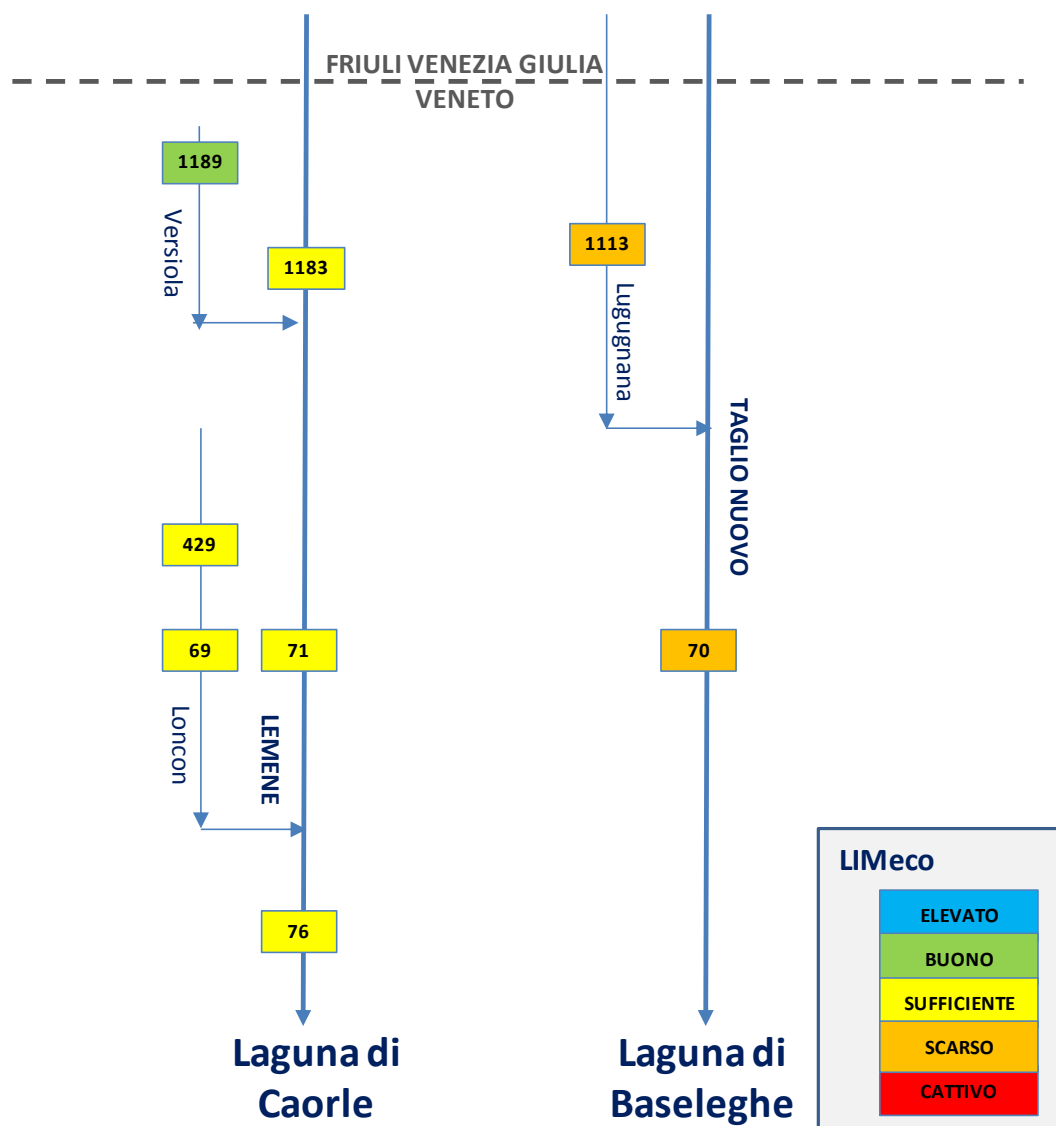 FRIULI VENEZIA GIULIA
VENETO
1189
Versiola
1183
1113
Lugugnana
TAGLIO NUOVO
429
69
71
70
Loncon
LEMENE
76
Laguna di
Caorle
Laguna di
Baseleghe
LIMeco
ELEVATO
BUONO
SUFFICIENTE
SCARSO
CATTIVO